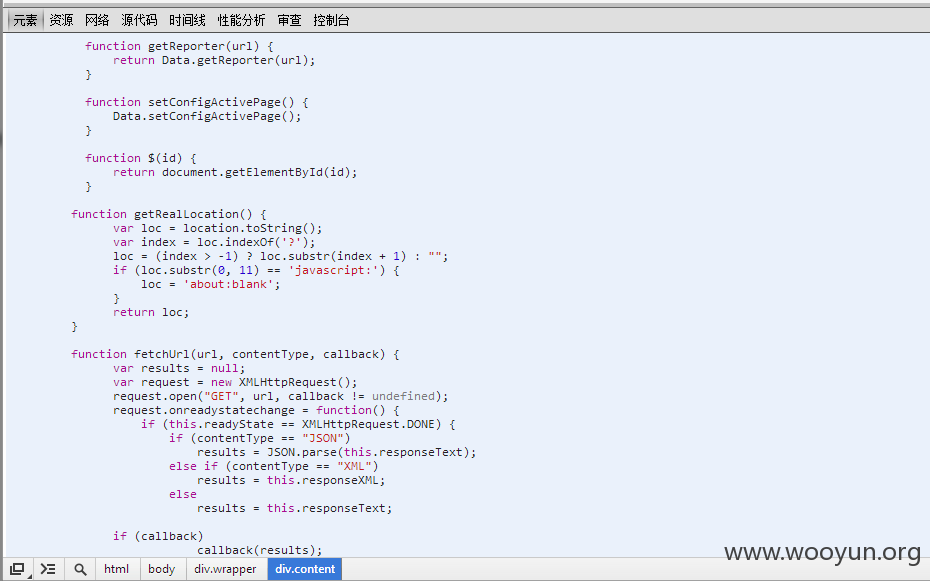 元素 资源 网络 源代码 时间线 性能分析 审查 控制台
function getReporter(url) {
return Data.getReporter(url);
}
function setConfigActivePage() {
Data.setConfigActivePage();
}
function $(id) {
return document.getElementById(id);
}
function getRealLocation() {
var loc = location.toString();
var index = loc.indexOf('?');
loc = (index > -1) ? loc.substr(index + 1) : "";
if (loc.substr(0, 11) == 'javascript:') {
loc = 'about:blank';
}
return loc;
}
function fetchUrl(url, contentType, callback) {
var results = null;
var request = new XMLHttpRequest();
request.open("GET", url, callback != undefined);
request.onreadystatechange = function() {
if (this.readyState == XMLHttpRequest.DONE) {
if (contentType == "JSON")
results = JSON.parse(this.responseText);
else if (contentType == "XML")
results = this.responseXML;
else
results = this.responseText;
if (callback)
callback(results);
www.wooyun.org
html body div.wrapper div.content